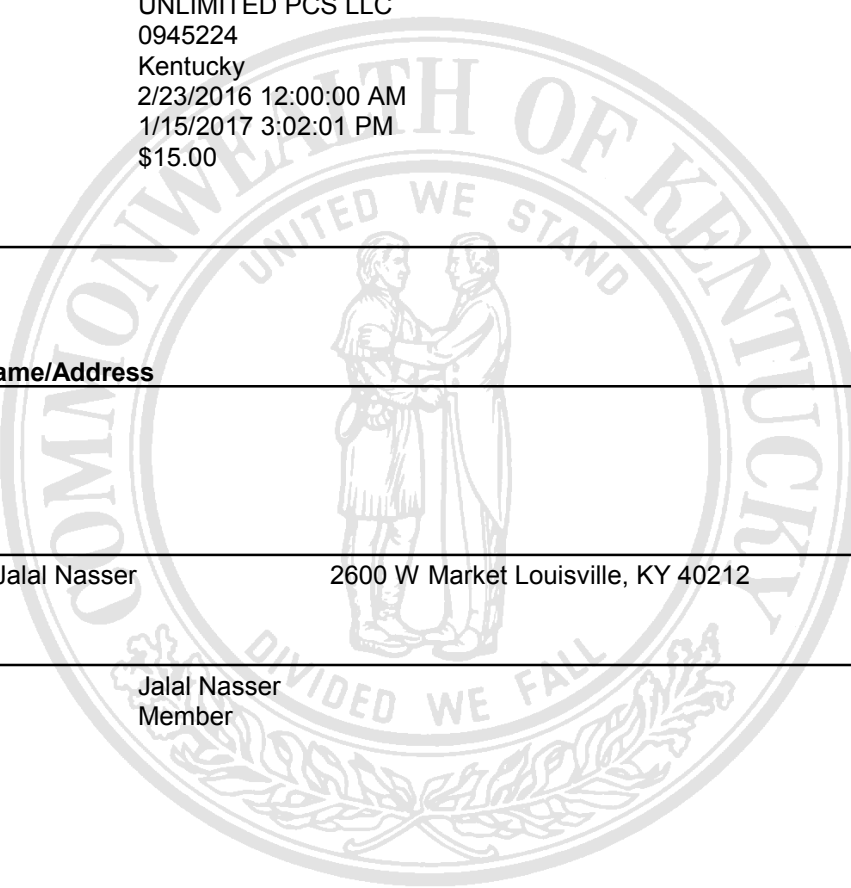 UNLIMITED PCS LLC
0945224
Kentucky
2/23/2016 12:00:00 AM
1/15/2017 3:02:01 PM
$15.00
COMMONWEALTH OF KENTUCKY
UNITED WE STAND
ame/Address
Jalal Nasser 2600 W Market Louisville, KY 40212
DIVIDED WE FALL
Jalal Nasser
Member